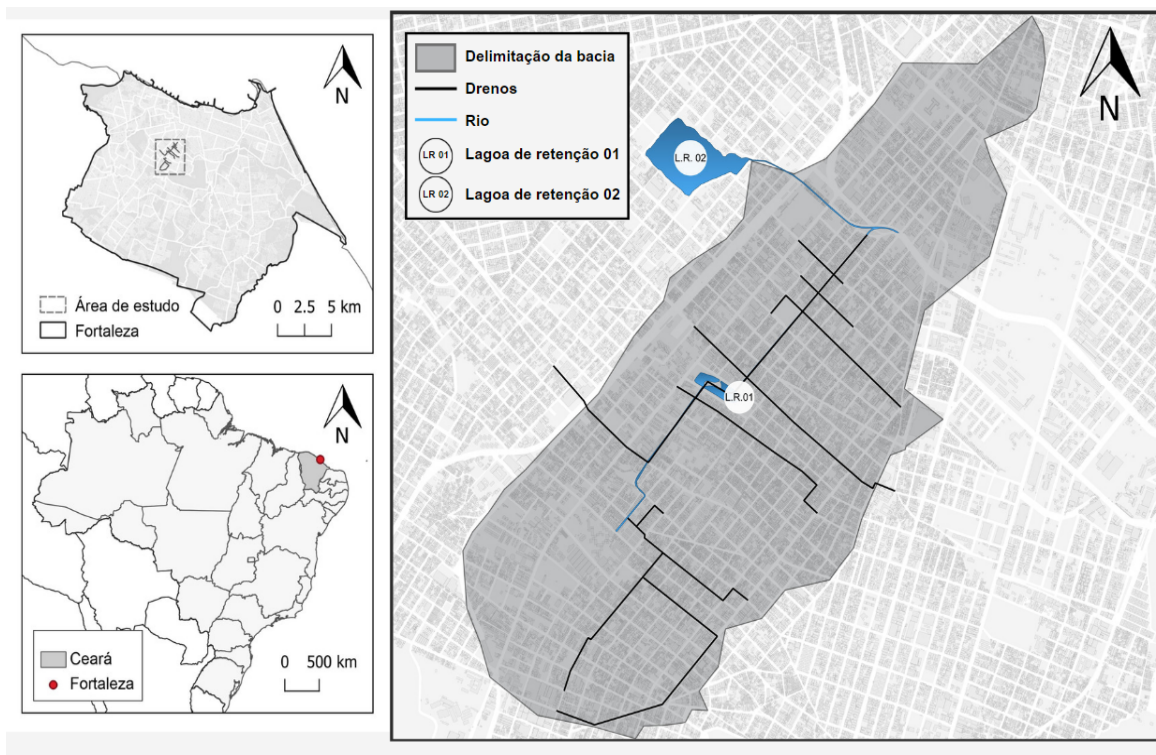 N
Área de estudo
Fortaleza
0 2.5 5 km
N
Ceará
Fortaleza
0 500 km
Delimitação da bacia
Drenos
Rio
LR 01 Lagoa de retenção 01
LR 02 Lagoa de retenção 02
N
L.R. 02
L.R.01